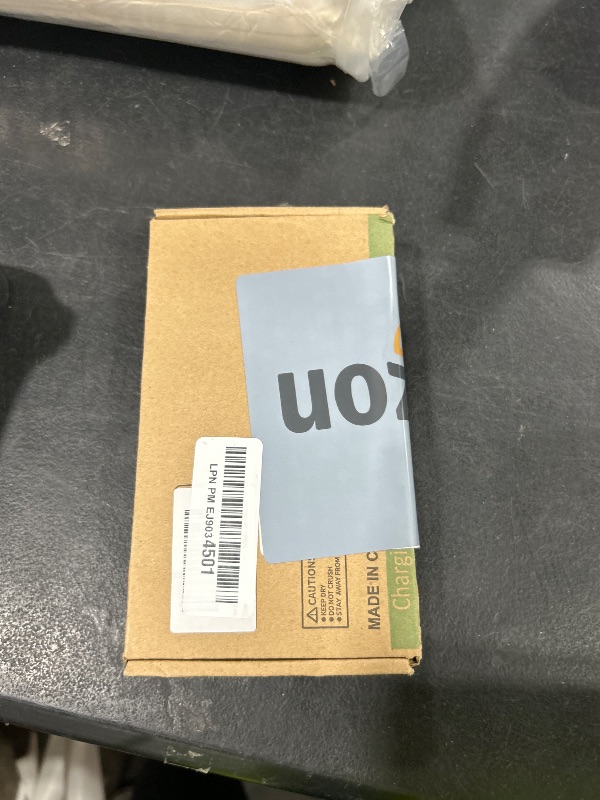 zon
LPN PM EJ9034501
CAUTION
KEEP DRY
DO NOT CRUSH
STAY AWAY FROM
MADE IN C
Chargi